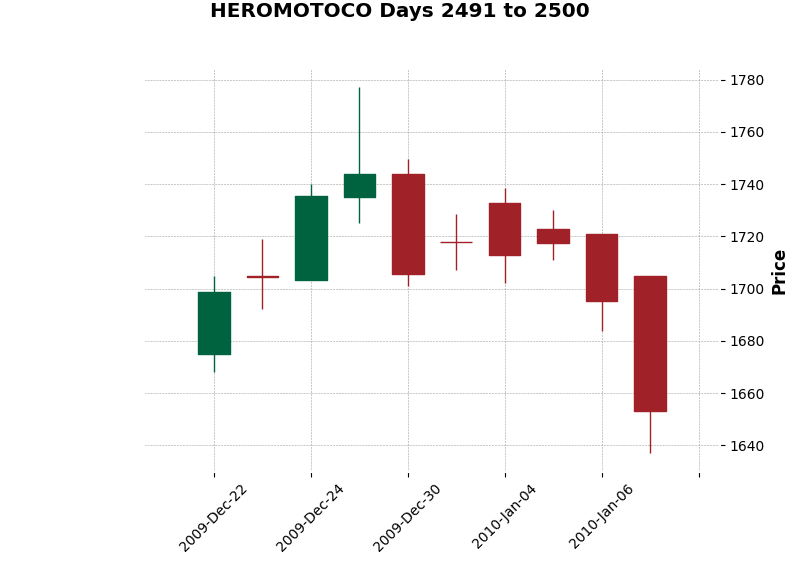 HEROMOTOCO Days 2491 to 2500
1780
1760
1740
1720
1700
1680
1660
1640
Price
2009-Dec-22
2009-Dec-24
2009-Dec-30
2010-Jan-04
2010-Jan-06